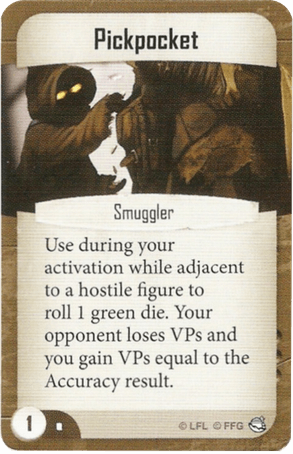 Pickpocket
Smuggler
Use during your
activation while adjacent
to a hostile figure to
roll 1 green die. Your
opponent loses VPs and
you gain VPs equal to the
Accuracy result.
1
© LFL © FFG